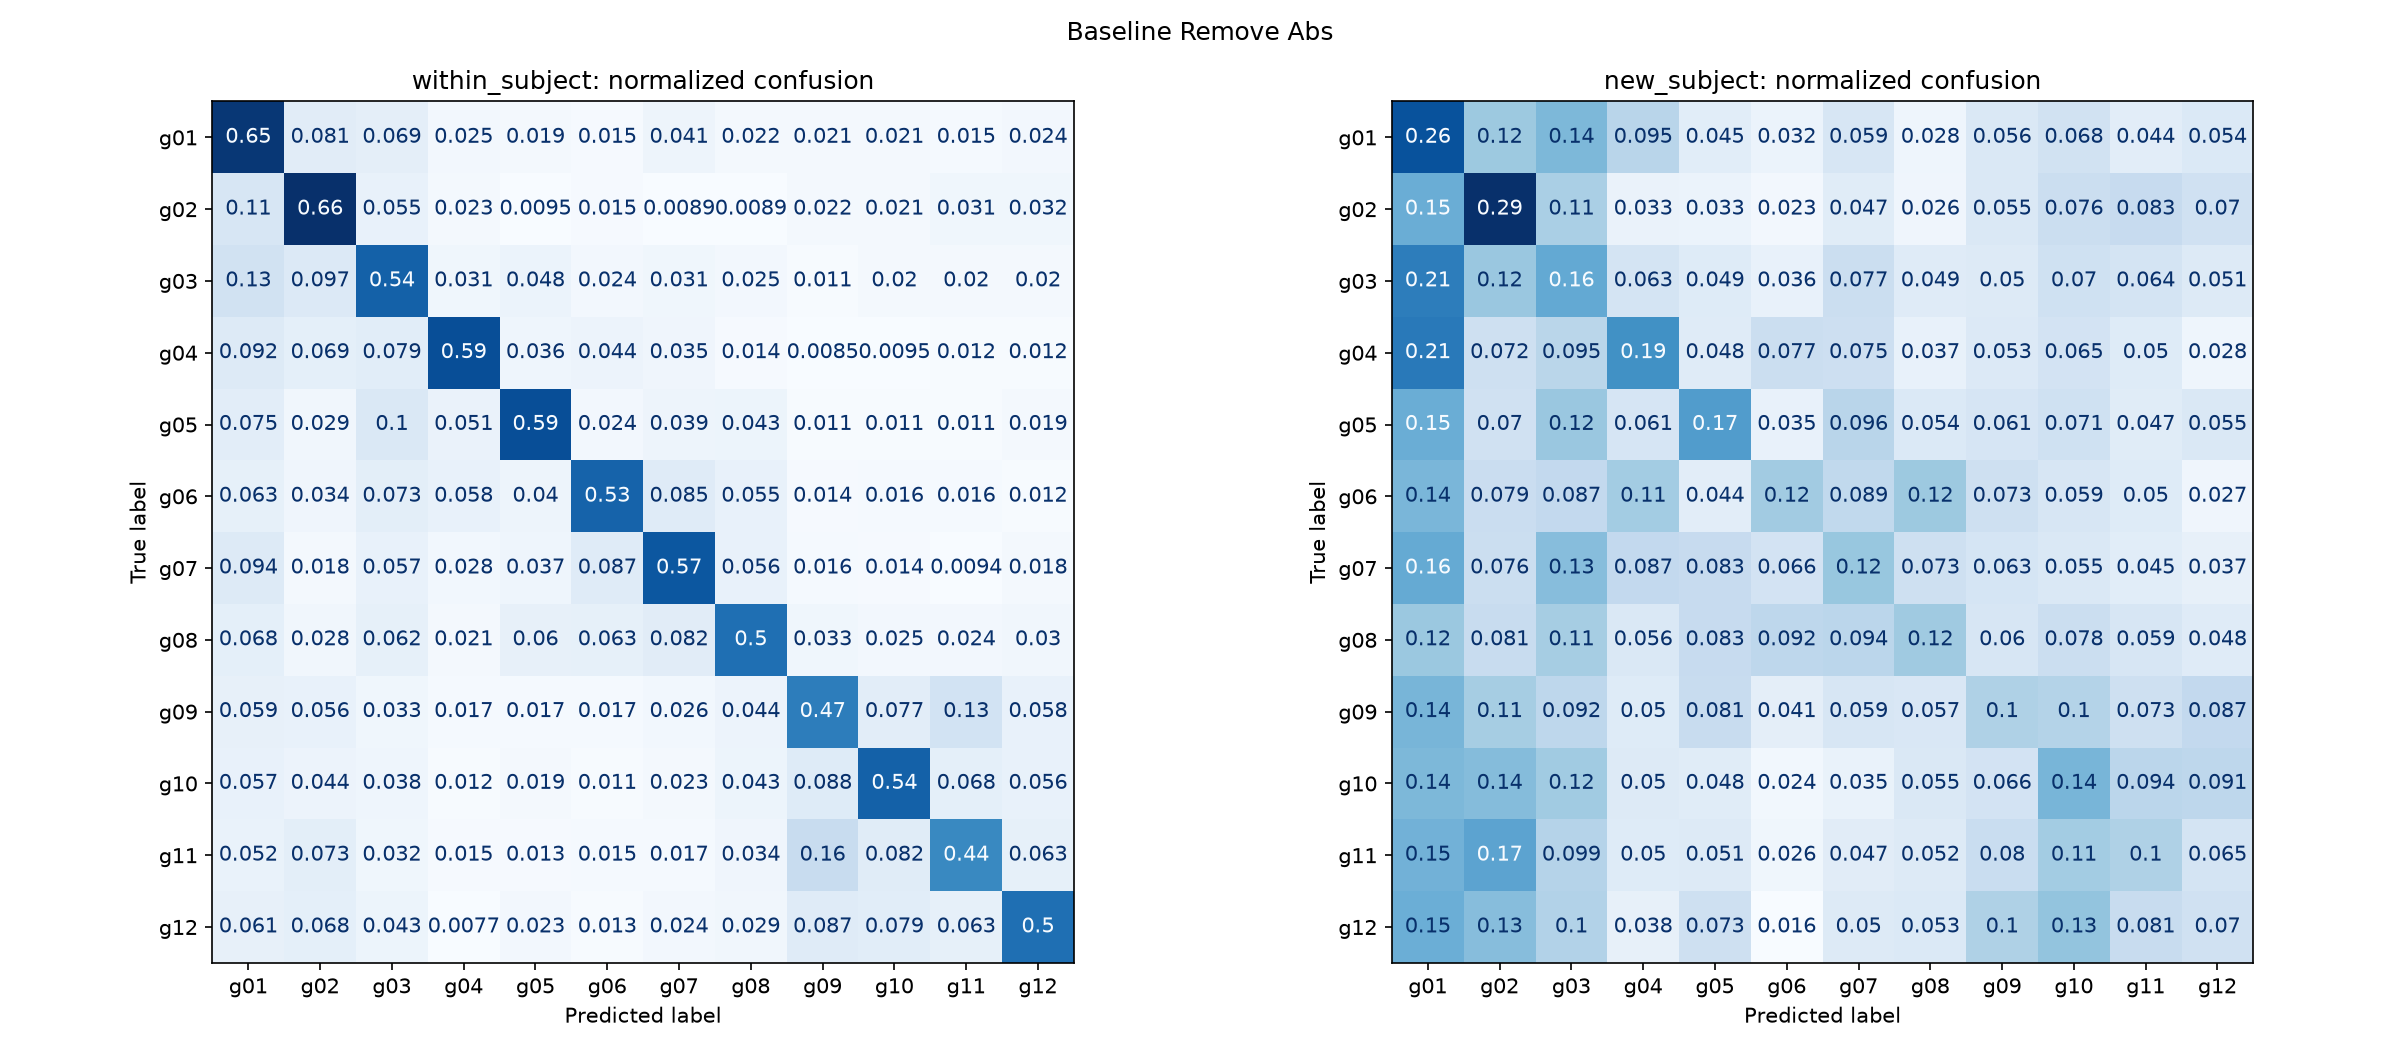 Baseline Remove Abs
within_subject: normalized confusion
True label
g01 0.65 0.081 0.069 0.025 0.019 0.015 0.041 0.022 0.021 0.021 0.015 0.024
g02 0.11 0.66 0.055 0.023 0.0095 0.015 0.0089 0.0089 0.022 0.021 0.031 0.032
g03 0.13 0.097 0.54 0.031 0.048 0.024 0.031 0.025 0.011 0.02 0.02 0.02
g04 0.092 0.069 0.079 0.59 0.036 0.044 0.035 0.014 0.0085 0.0095 0.012 0.012
g05 0.075 0.029 0.1 0.051 0.59 0.024 0.039 0.043 0.011 0.011 0.011 0.019
g06 0.063 0.034 0.073 0.058 0.04 0.53 0.085 0.055 0.014 0.016 0.016 0.012
g07 0.094 0.018 0.057 0.028 0.037 0.087 0.57 0.056 0.016 0.014 0.0094 0.018
g08 0.068 0.028 0.062 0.021 0.06 0.063 0.082 0.5 0.033 0.025 0.024 0.03
g09 0.059 0.056 0.033 0.017 0.017 0.017 0.026 0.044 0.47 0.077 0.13 0.058
g10 0.057 0.044 0.038 0.012 0.019 0.011 0.023 0.043 0.088 0.54 0.068 0.056
g11 0.052 0.073 0.032 0.015 0.013 0.015 0.017 0.034 0.16 0.082 0.44 0.063
g12 0.061 0.068 0.043 0.0077 0.023 0.013 0.024 0.029 0.087 0.079 0.063 0.5
g01 g02 g03 g04 g05 g06 g07 g08 g09 g10 g11 g12
Predicted label
new_subject: normalized confusion
True label
g01 0.26 0.12 0.14 0.095 0.045 0.032 0.059 0.028 0.056 0.068 0.044 0.054
g02 0.15 0.29 0.11 0.033 0.033 0.023 0.047 0.026 0.055 0.076 0.083 0.07
g03 0.21 0.12 0.16 0.063 0.049 0.036 0.077 0.049 0.05 0.07 0.064 0.051
g04 0.21 0.072 0.095 0.19 0.048 0.077 0.075 0.037 0.053 0.065 0.05 0.028
g05 0.15 0.07 0.12 0.061 0.17 0.035 0.096 0.054 0.061 0.071 0.047 0.055
g06 0.14 0.079 0.087 0.11 0.044 0.12 0.089 0.12 0.073 0.059 0.05 0.027
g07 0.16 0.076 0.13 0.087 0.083 0.066 0.12 0.073 0.063 0.055 0.045 0.037
g08 0.12 0.081 0.11 0.056 0.083 0.092 0.094 0.12 0.06 0.078 0.059 0.048
g09 0.14 0.11 0.092 0.05 0.081 0.041 0.059 0.057 0.1 0.1 0.073 0.087
g10 0.14 0.14 0.12 0.05 0.048 0.024 0.035 0.055 0.066 0.14 0.094 0.091
g11 0.15 0.17 0.099 0.05 0.051 0.026 0.047 0.052 0.08 0.11 0.1 0.065
g12 0.15 0.13 0.1 0.038 0.073 0.016 0.05 0.053 0.1 0.13 0.081 0.07
g01 g02 g03 g04 g05 g06 g07 g08 g09 g10 g11 g12
Predicted label